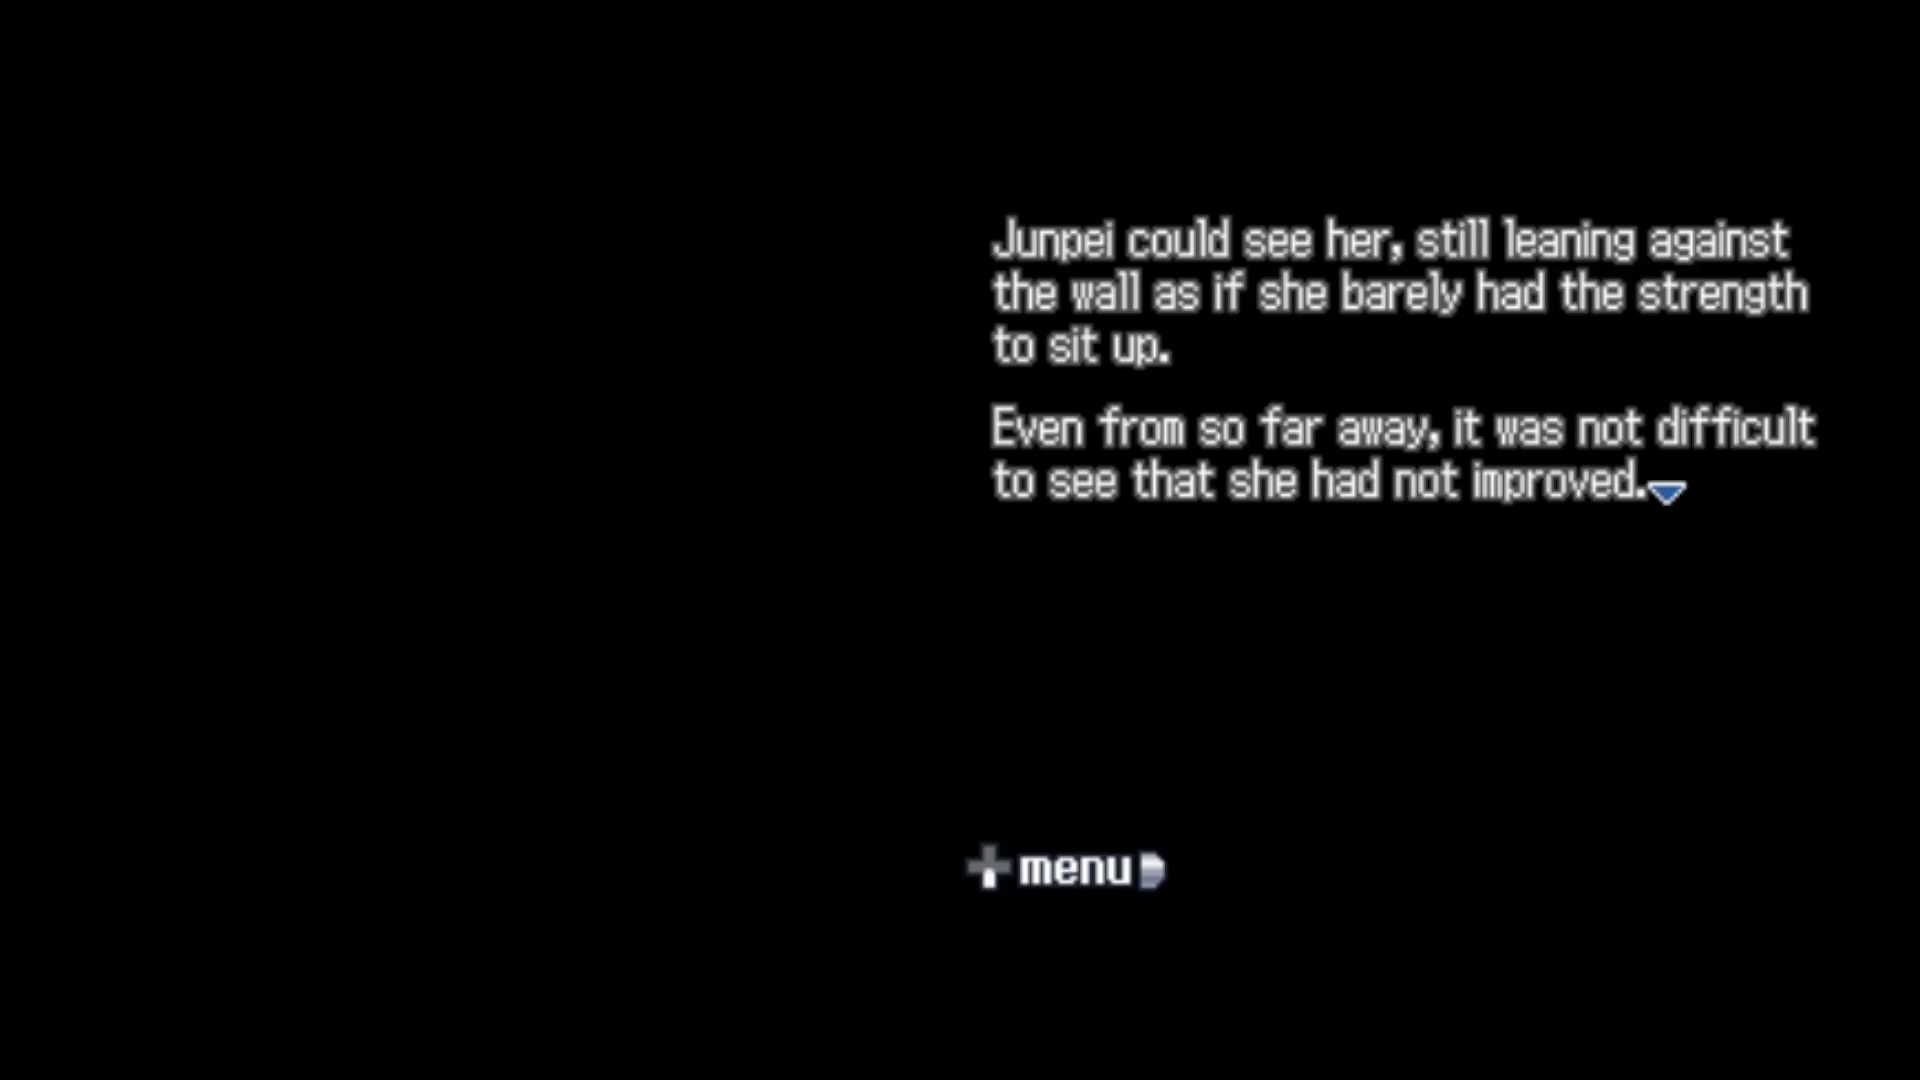 Junpei could see her, still leaning against
the wall as if she barely had the strength
to sit up.
Even from so far away, it was not difficult
to see that she had not improved.
menu